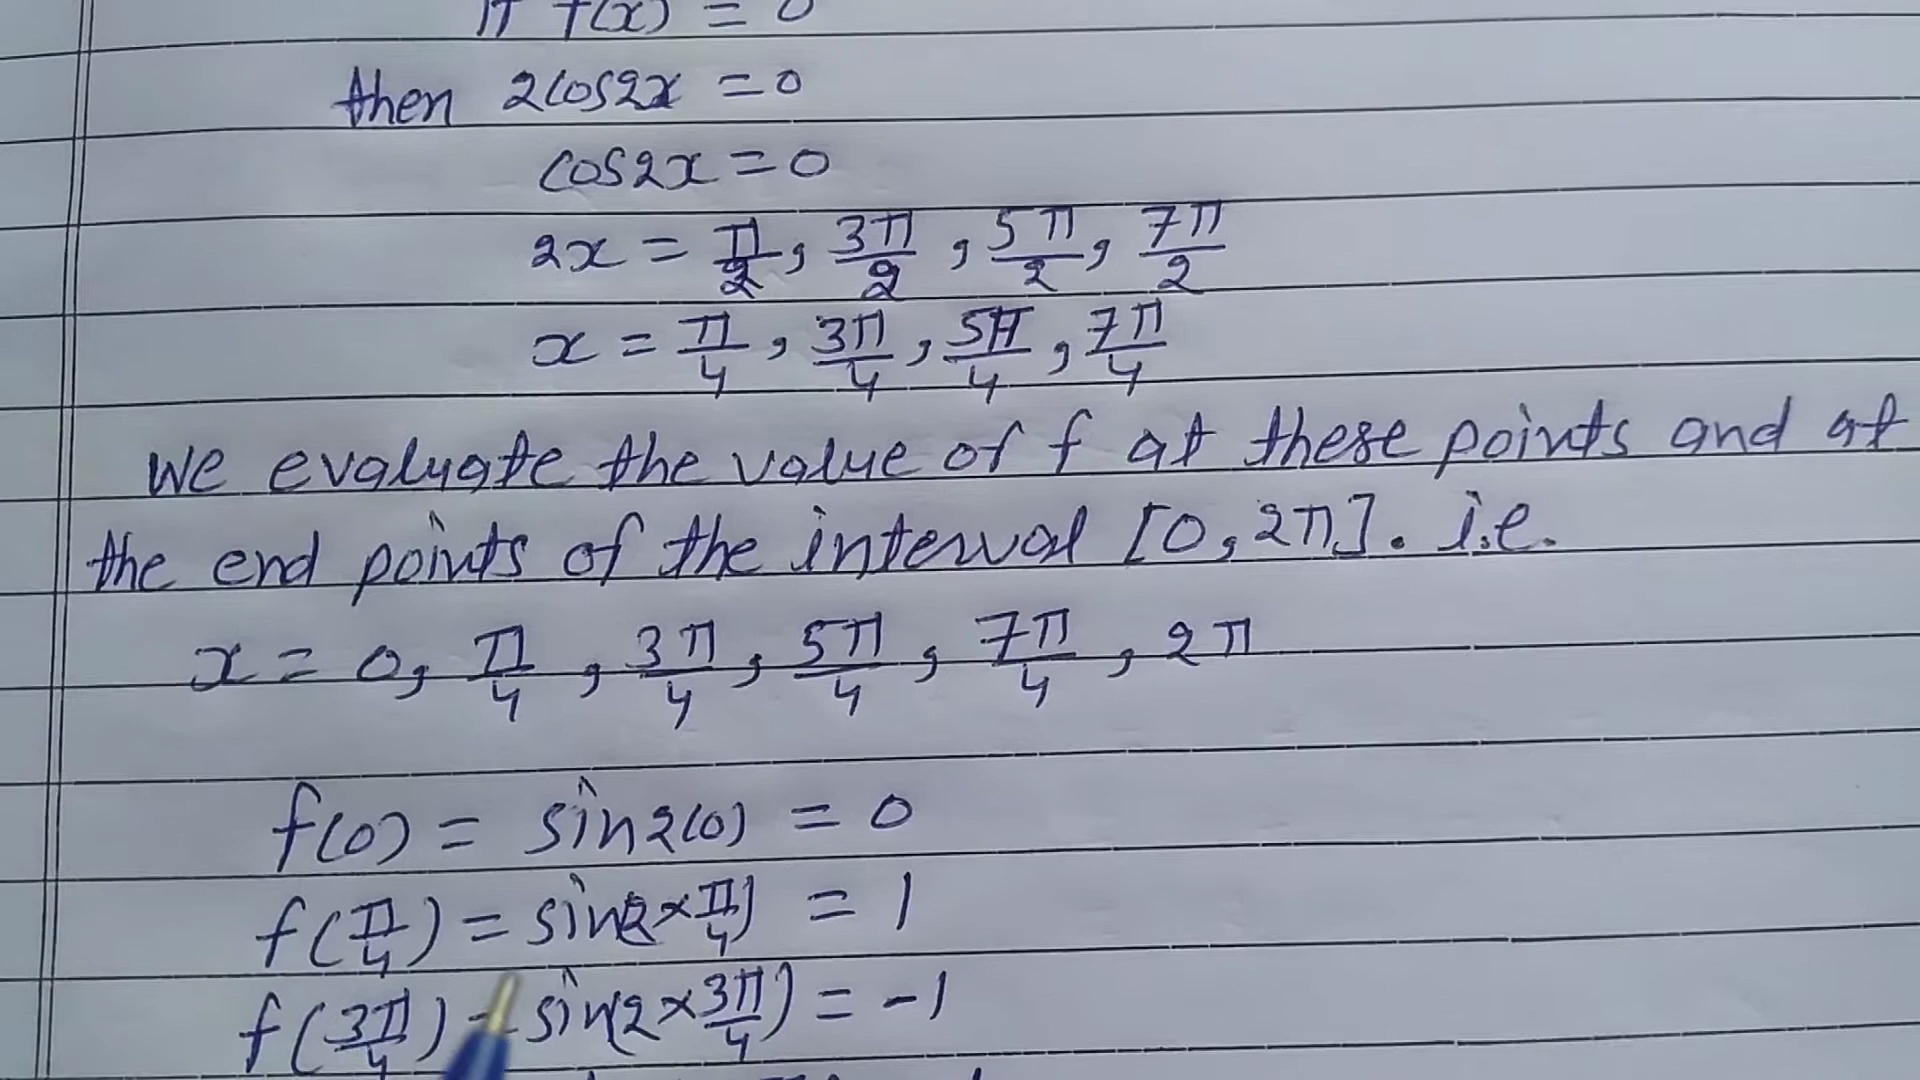 If f(x) = 0
then 2cos2x = 0
cos2x = 0
2x = π/2, 3π/2, 5π/2, 7π/2
x = π/4, 3π/4, 5π/4, 7π/4
We evaluate the value of f at these points and at
the end points of the interval [0, 2π]. i.e.
x = 0, π/4, 3π/4, 5π/4, 7π/4, 2π
f(0) = sin2(0) = 0
f(π/4) = sin(2×π/4) = 1
f(3π/4) = sin(2×3π/4) = -1